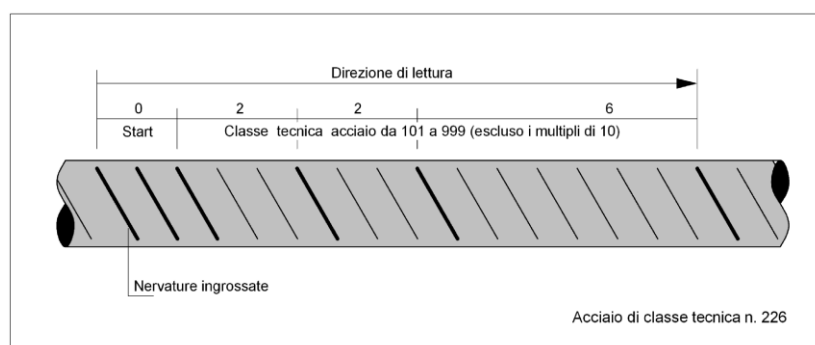 Direzione di lettura
0 2 2 6
Start Classe tecnica acciaio da 101 a 999 (escluso i multipli di 10)
Nervature ingrossate
Acciaio di classe tecnica n. 226